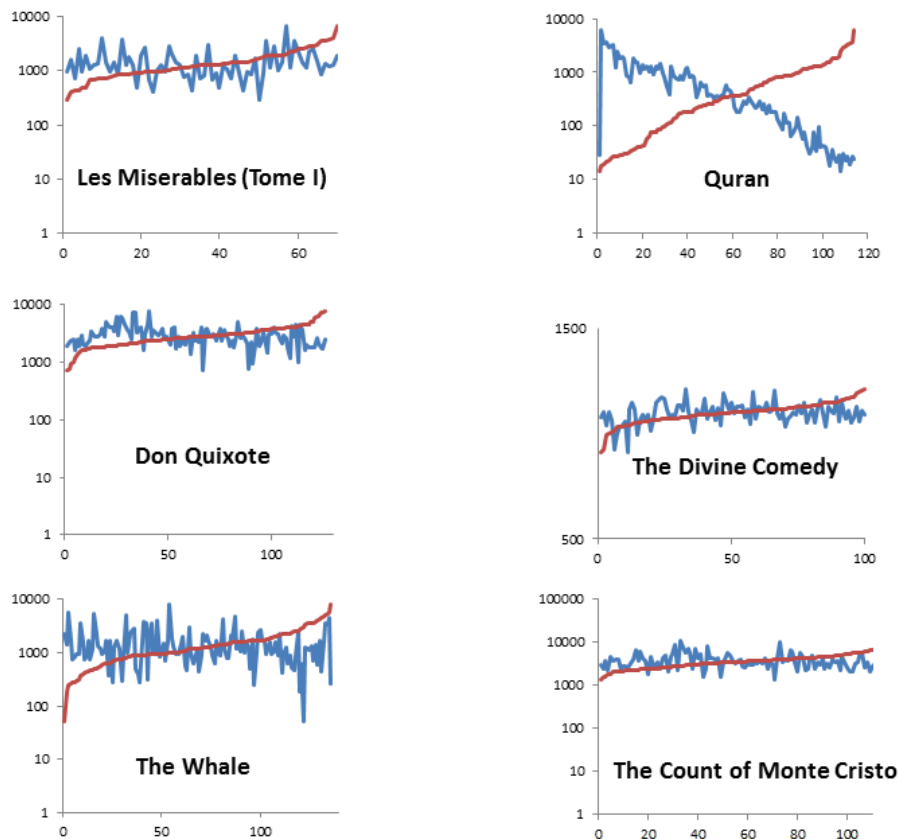 10000
1000
100
10
1
0 20 40 60
Les Miserables (Tome I)
10000
1000
100
10
1
0 20 40 60 80 100 120
Quran
10000
1000
100
10
1
0 50 100
Don Quixote
1500
500
0 50 100
The Divine Comedy
10000
1000
100
10
1
0 50 100
The Whale
100000
10000
1000
100
10
1
0 20 40 60 80 100
The Count of Monte Cristo